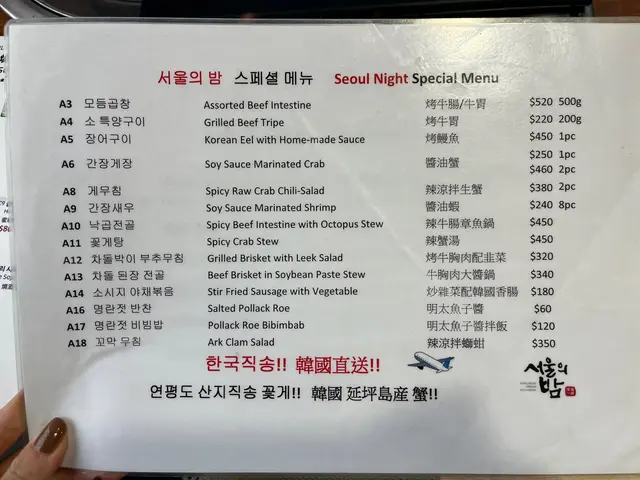 서울의 밤 스페셜 메뉴 Seoul Night Special Menu
A3 모듬곱창 Assorted Beef Intestine 烤牛腸/牛胃 $520 500g
A4 소 특양구이 Grilled Beef Tripe 烤牛胃 $220 200g
A5 장어구이 Korean Eel with Home-made Sauce 烤鰻魚 $450 1pc
$250 1pc
A6 간장게장 Soy Sauce Marinated Crab 醬油蟹 $460 2pc
A8 게무침 Spicy Raw Crab Chili-Salad 辣涼拌生蟹 $380 2pc
A9 간장새우 Soy Sauce Marinated Shrimp 醬油蝦 $240 8pc
A10 낙곱전골 Spicy Beef Intestine with Octopus Stew 辣牛腸章魚鍋 $450
A11 꽃게탕 Spicy Crab Stew 辣蟹湯 $450
A12 차돌박이 부추무침 Grilled Brisket with Leek Salad 烤牛胸肉配韭菜 $320
A13 차돌 된장 전골 Beef Brisket in Soybean Paste Stew 牛胸肉大醬鍋 $340
A14 소시지 야채볶음 Stir Fried Sausage with Vegetable 炒雜菜配韓國香腸 $180
A16 명란젓 반찬 Salted Pollack Roe 明太魚子醬 $60
A17 명란젓 비빔밥 Pollack Roe Bibimbap 明太魚子醬拌飯 $120
A18 꼬막 무침 Ark Clam Salad 辣涼拌螄蚶 $350
한국직송!! 韓國直送!!
연평도 산지직송 꽃게!! 韓國 延坪島産 蟹!!
서울의
밤